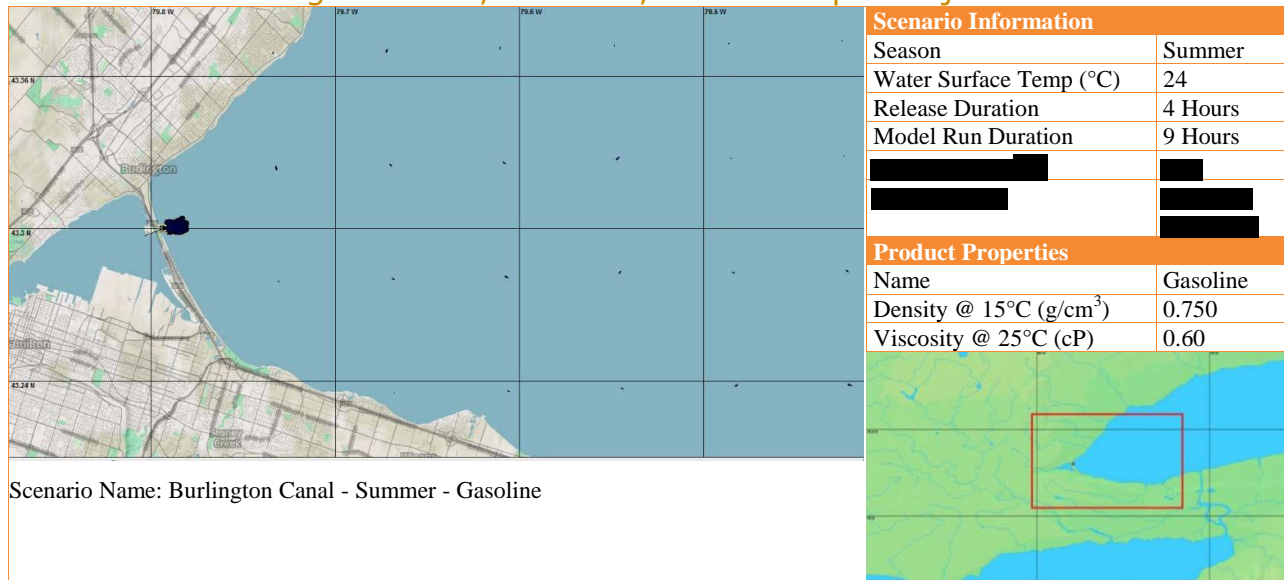 Scenario Information
Season Summer
Water Surface Temp (°C) 24
Release Duration 4 Hours
Model Run Duration 9 Hours
Product Properties
Name Gasoline
Density @ 15°C (g/cm³) 0.750
Viscosity @ 25°C (cP) 0.60
79.8 W 79.7 W 79.6 W 79.5 W
43.36 N
Burlington
43.3 N
43.24 N
Stoney
Creek
Scenario Name: Burlington Canal - Summer - Gasoline